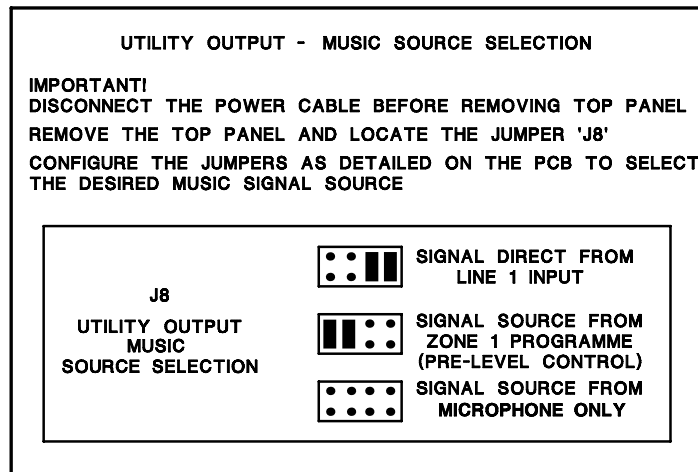 UTILITY OUTPUT - MUSIC SOURCE SELECTION
IMPORTANT!
DISCONNECT THE POWER CABLE BEFORE REMOVING TOP PANEL
REMOVE THE TOP PANEL AND LOCATE THE JUMPER 'J8'
CONFIGURE THE JUMPERS AS DETAILED ON THE PCB TO SELECT
THE DESIRED MUSIC SIGNAL SOURCE
J8
UTILITY OUTPUT
MUSIC
SOURCE SELECTION
SIGNAL DIRECT FROM
LINE 1 INPUT
SIGNAL SOURCE FROM
ZONE 1 PROGRAMME
(PRE-LEVEL CONTROL)
SIGNAL SOURCE FROM
MICROPHONE ONLY